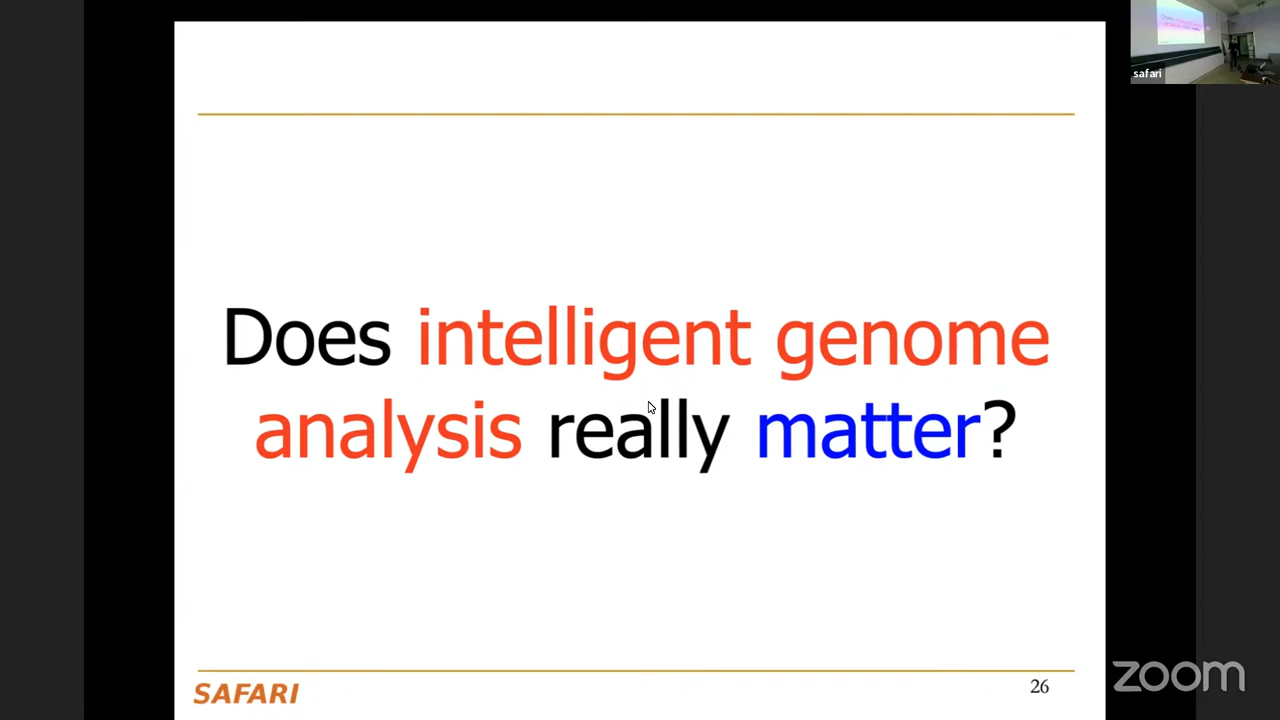 safari
Does intelligent genome
analysis really matter?
SAFARI
26
zoom